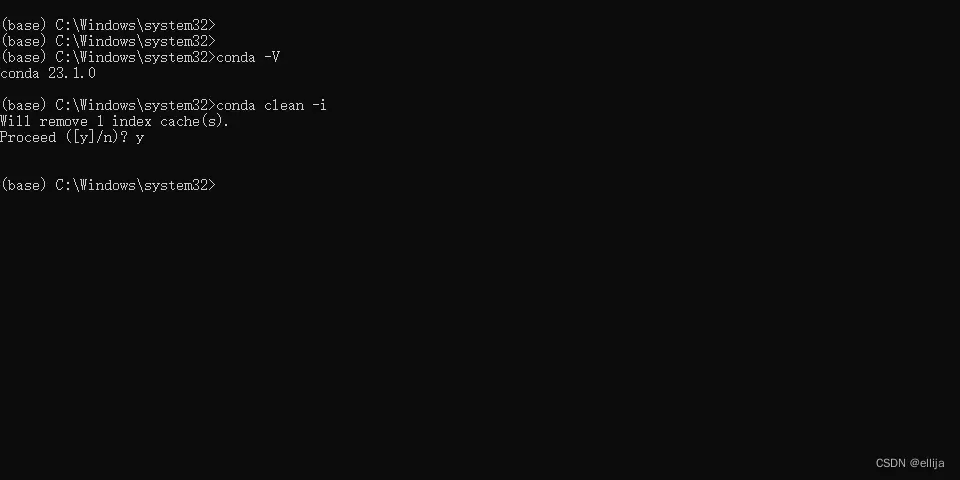 (base) C:\Windows\system32>
(base) C:\Windows\system32>
(base) C:\Windows\system32>conda -V
conda 23.1.0
(base) C:\Windows\system32>conda clean -i
Will remove 1 index cache(s).
Proceed ([y]/n)? y
(base) C:\Windows\system32>
CSDN @ellija